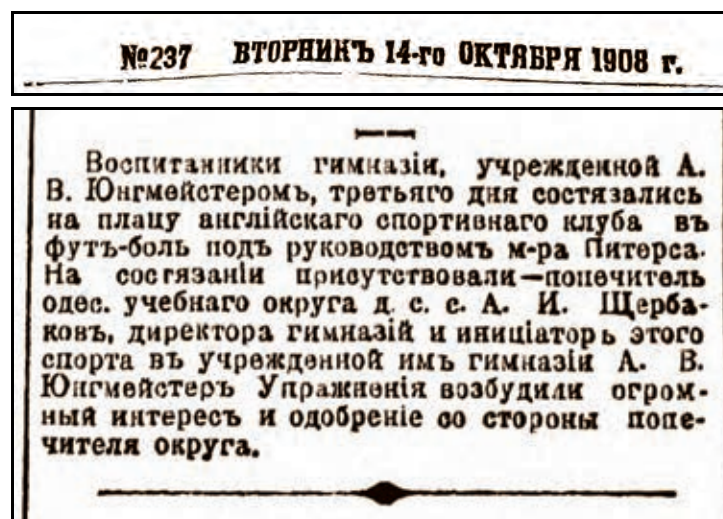 №237 ВТОРНИКЪ 14-го ОКТЯБРЯ 1908 г.
Воспитанники гимназіи, учрежденной А.
В. Юнгмейстеромъ, третьяго дня состязались
на плацу англійскаго спортивнаго клуба въ
футъ-боль подъ руководствомъ м-ра Питерса.
На состязаніи присутствовали—попечитель
одес. учебнаго округа д. с. с. А. И. Щерба-
ковъ, директора гимназій и иниціаторъ этого
спорта въ учрежденной имъ гимназіи А. В.
Юнгмейстеръ Упражненія возбудили огром-
ный интересъ и одобреніе со стороны попе-
чителя округа.